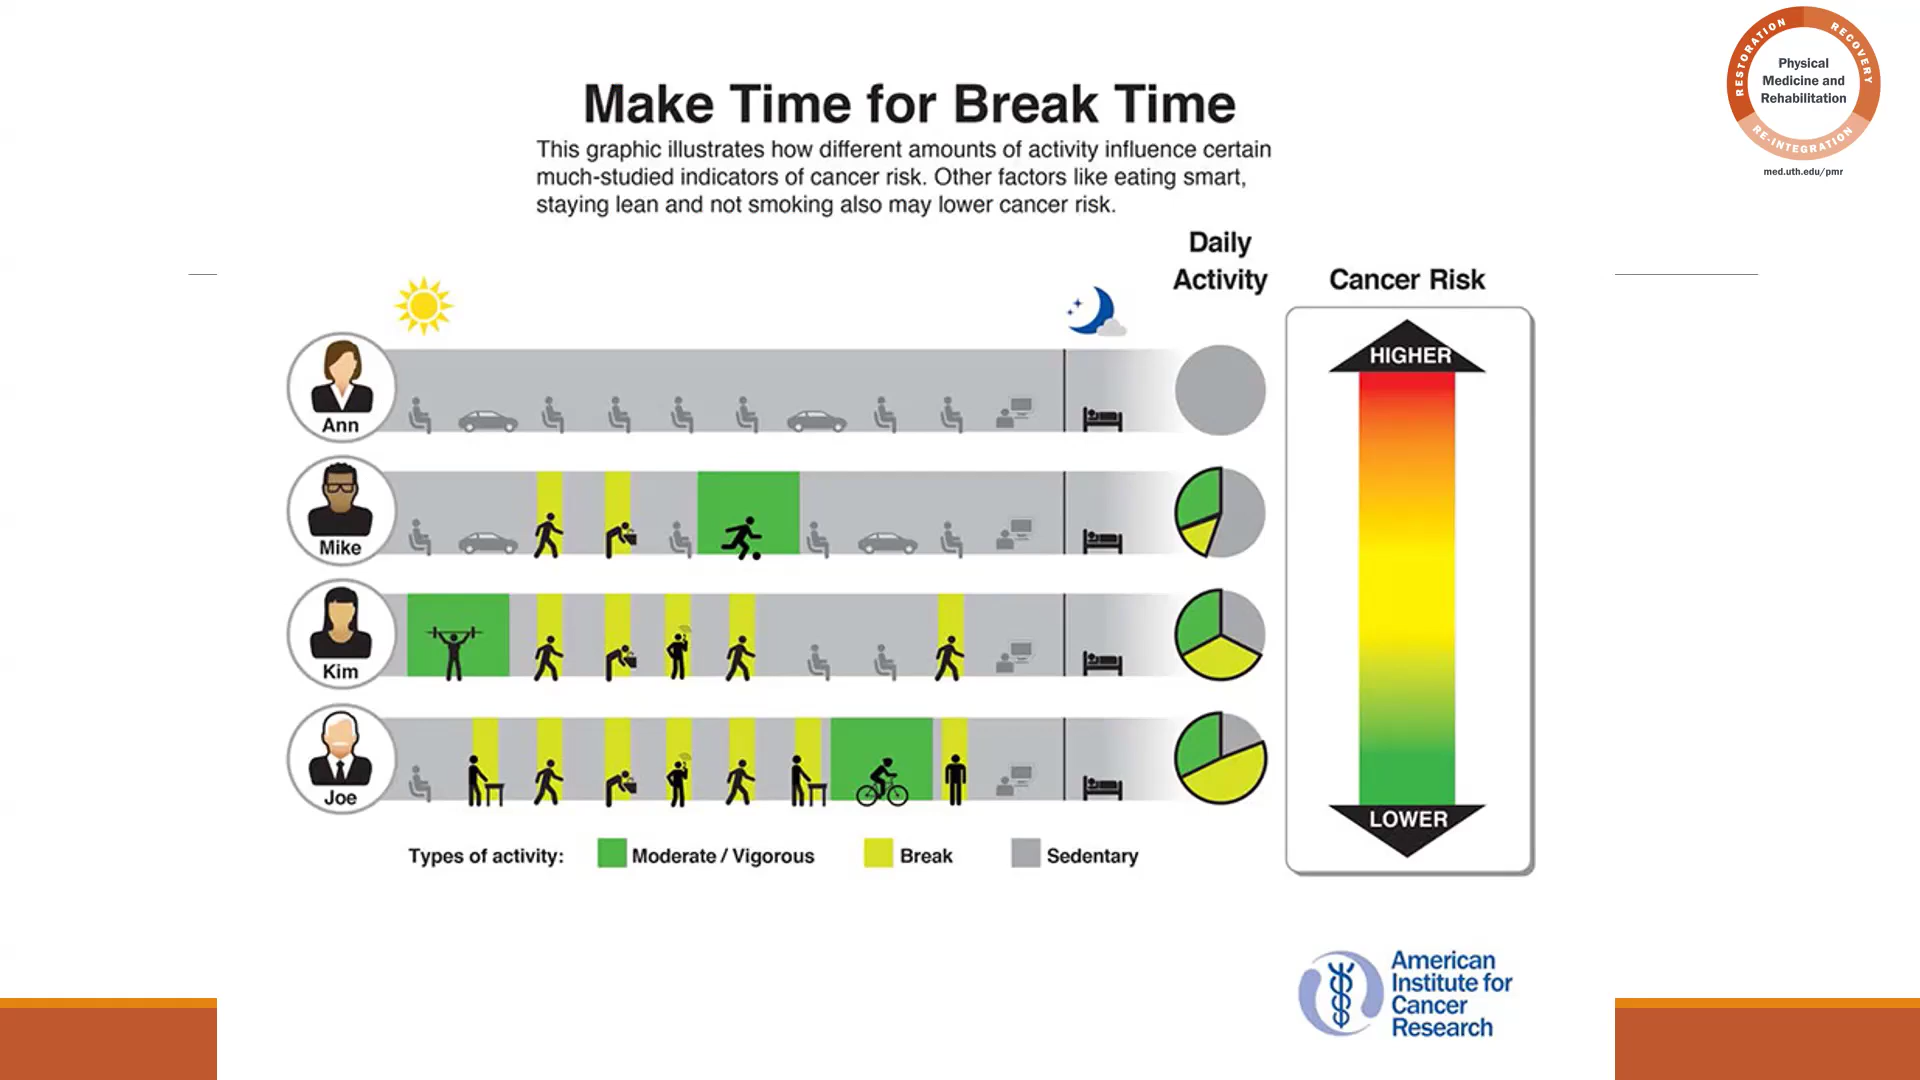 RESTORATION
RECOVERY
RE-INTEGRATION
Physical
Medicine and
Rehabilitation
med.uth.edu/pmr
Make Time for Break Time
This graphic illustrates how different amounts of activity influence certain
much-studied indicators of cancer risk. Other factors like eating smart,
staying lean and not smoking also may lower cancer risk.
Daily
Activity
Cancer Risk
HIGHER
Ann
Mike
Kim
Joe
LOWER
Types of activity: Moderate / Vigorous Break Sedentary
American
Institute for
Cancer
Research